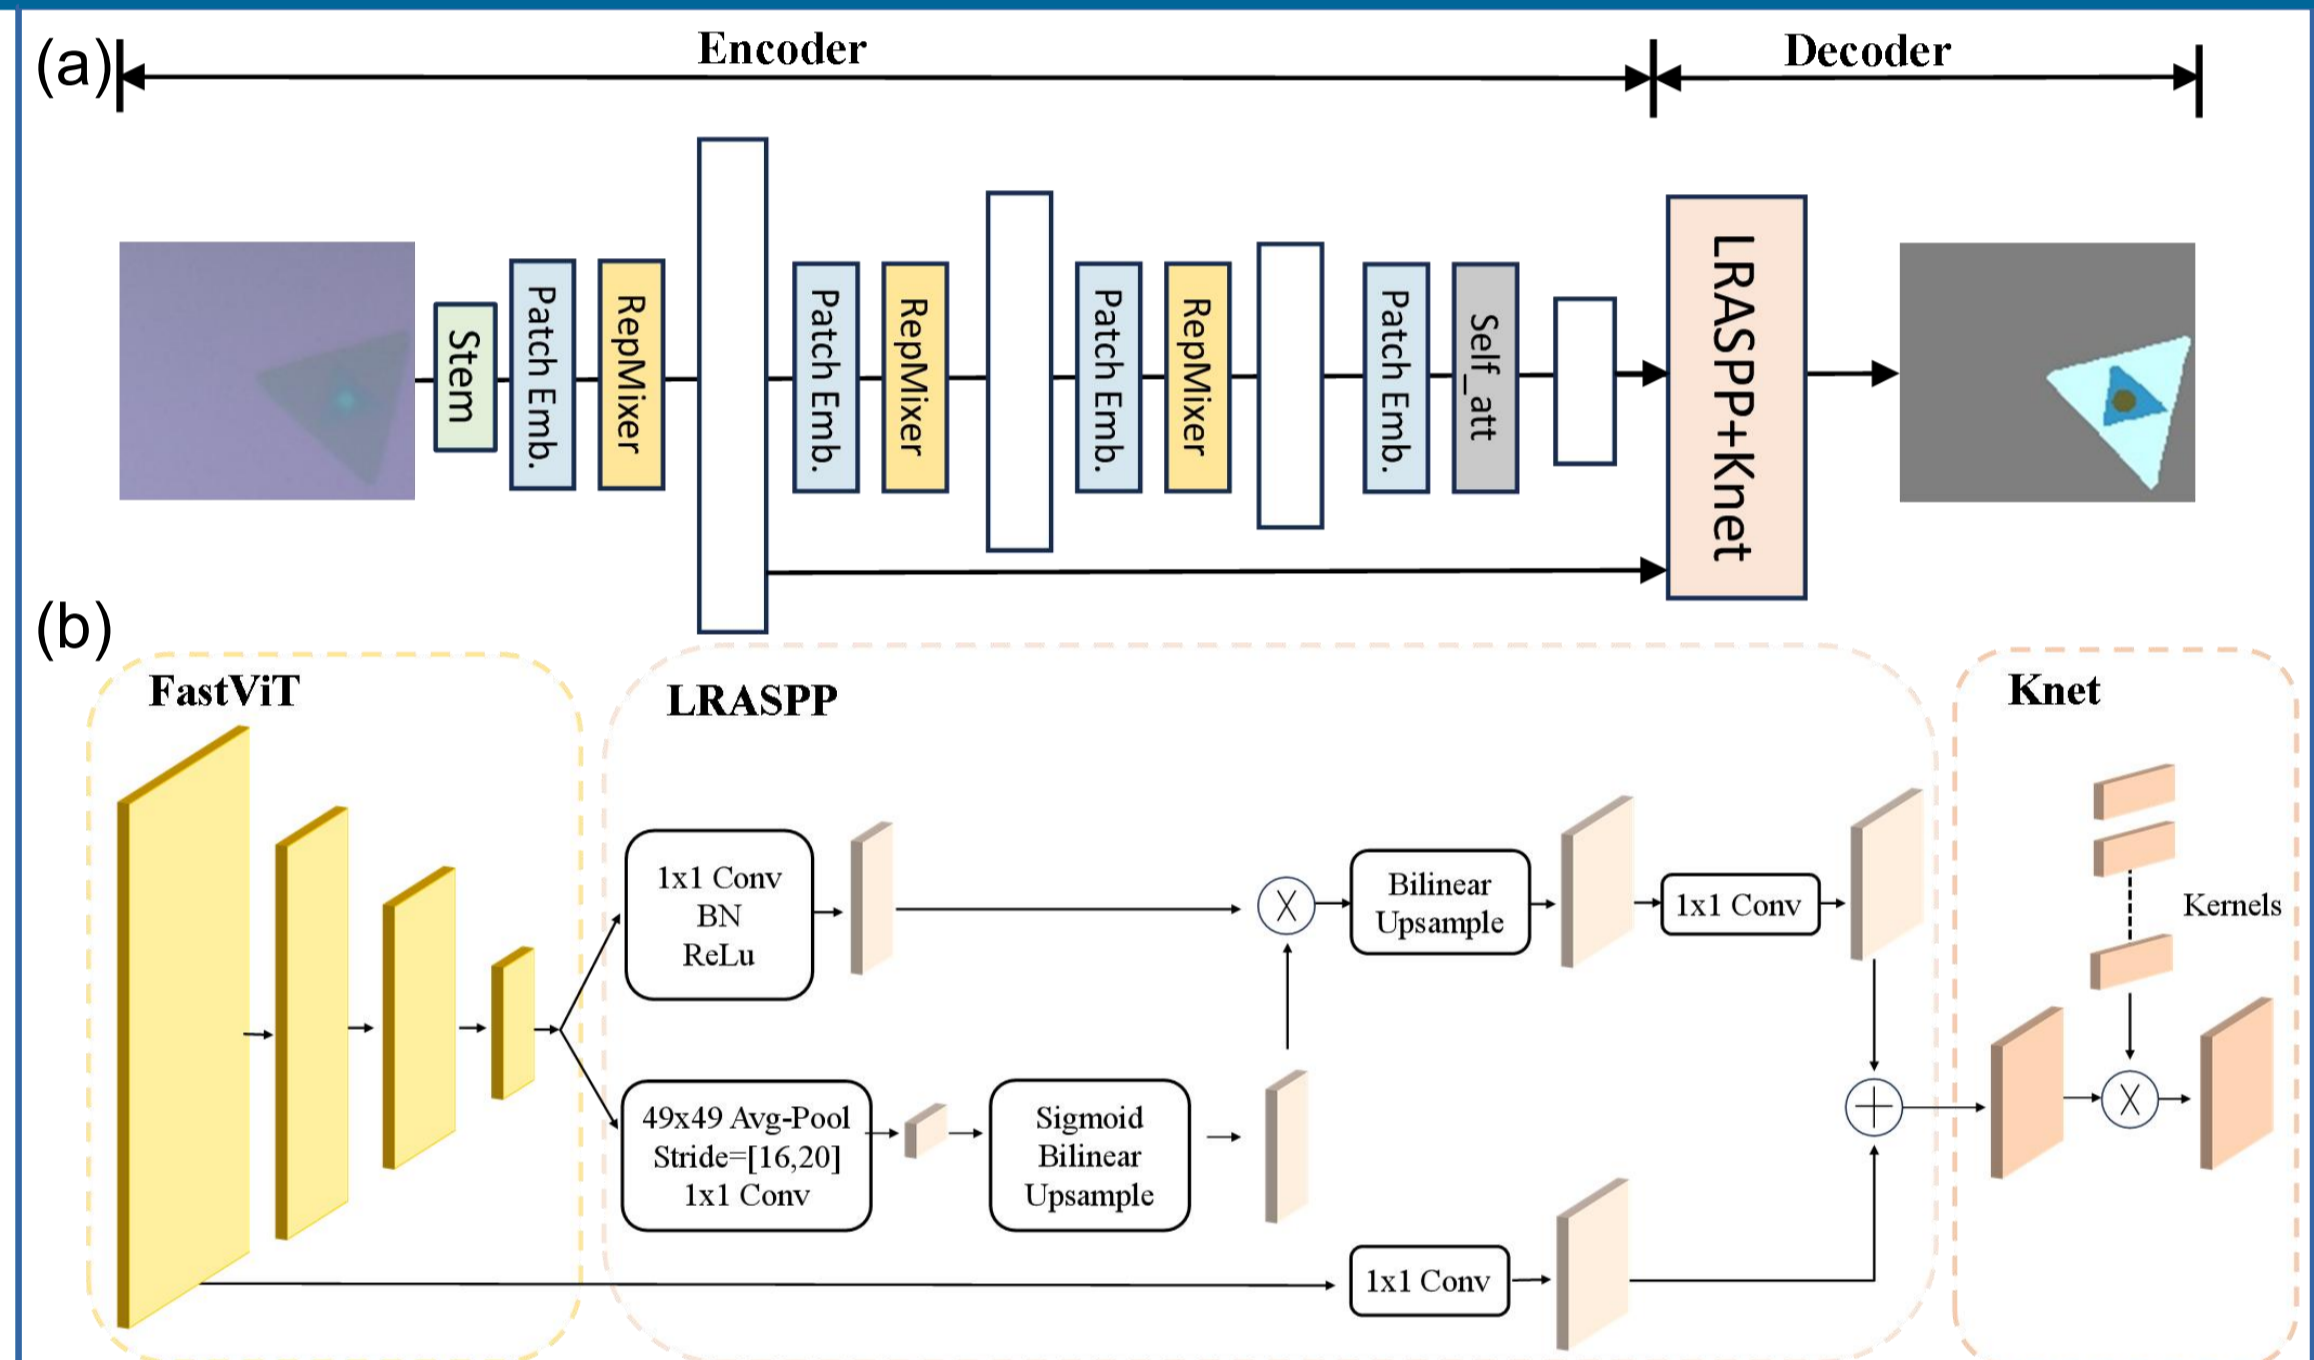 (a)
Encoder
Decoder
Stem
Patch Emb.
RepMixer
Patch Emb.
RepMixer
Patch Emb.
RepMixer
Patch Emb.
Self_att
LRASPP+Knet
(b)
FastViT
LRASPP
Knet
1x1 Conv
BN
ReLu
X
Bilinear
Upsample
1x1 Conv
Kernels
49x49 Avg-Pool
Stride=[16,20]
1x1 Conv
Sigmoid
Bilinear
Upsample
+
X
1x1 Conv